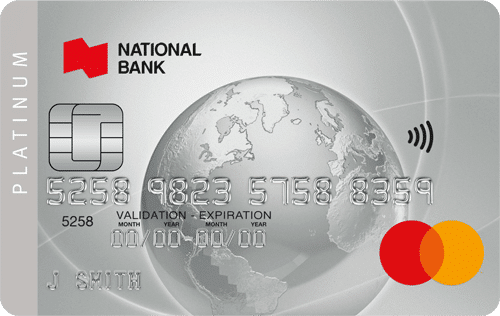 PLATINUM
NATIONAL
BANK
5258 9823 5758 8359
5258
VALIDATION - EXPIRATION
MONTH YEAR MONTH YEAR
00/00 00/00
J SMITH